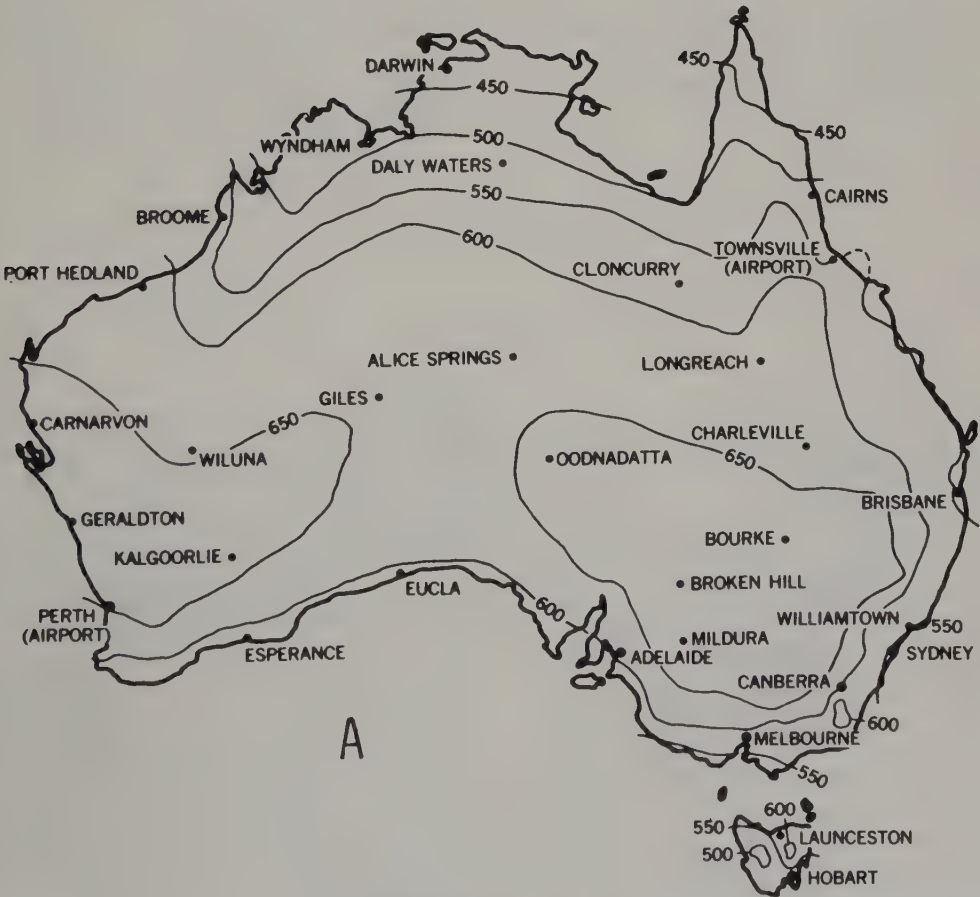 450
DARWIN
450
450
500
WYNDHAM
DALY WATERS
550
CAIRNS
BROOME
600
TOWNSVILLE
(AIRPORT)
CLONCURRY
PORT HEDLAND
ALICE SPRINGS
LONGREACH
GILES
650
CARNARVON
CHARLEVILLE
650
WILUNA
OODNADATTA
BRISBANE
GERALDTON
BOURKE
KALGOORLIE
EUCLA
BROKEN HILL
600
PERTH
(AIRPORT)
WILLIAMTOWN
550
ESPERANCE
MILDURA
SYDNEY
ADELAIDE
CANBERRA
600
A
MELBOURNE
550
600
550
LAUNCESTON
500
HOBART